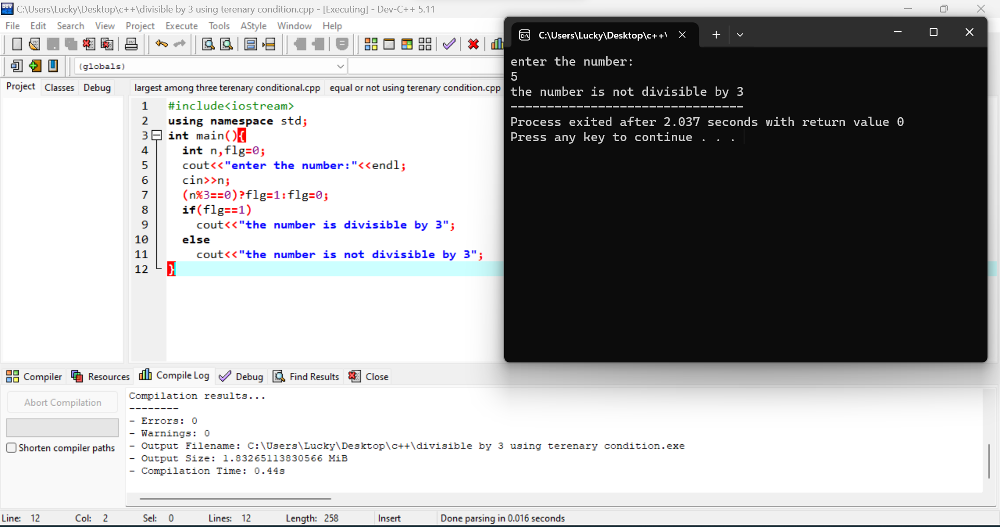 C:\Users\Lucky\Desktop\c++\divisible by 3 using terenary condition.cpp - [Executing] - Dev-C++ 5.11
File Edit Search View Project Execute Tools AStyle Window Help
(globals)
Project Classes Debug
largest among three terenary conditional.cpp equal or not using terenary condition.cpp
1 #include<iostream>
2 using namespace std;
3 int main(){
4 int n,flg=0;
5 cout<<"enter the number:"<<endl;
6 cin>>n;
7 (n%3==0)?flg=1:flg=0;
8 if(flg==1)
9 cout<<"the number is divisible by 3";
10 else
11 cout<<"the number is not divisible by 3";
12 }
C:\Users\Lucky\Desktop\c++\
enter the number:
5
the number is not divisible by 3
--------------------------------
Process exited after 2.037 seconds with return value 0
Press any key to continue . . .
Compiler Resources Compile Log Debug Find Results Close
Abort Compilation
Shorten compiler paths
Compilation results...
--------
- Errors: 0
- Warnings: 0
- Output Filename: C:\Users\Lucky\Desktop\c++\divisible by 3 using terenary condition.exe
- Output Size: 1.83265113830566 MiB
- Compilation Time: 0.44s
Line: 12 Col: 2 Sel: 0 Lines: 12 Length: 258 Insert Done parsing in 0.016 seconds